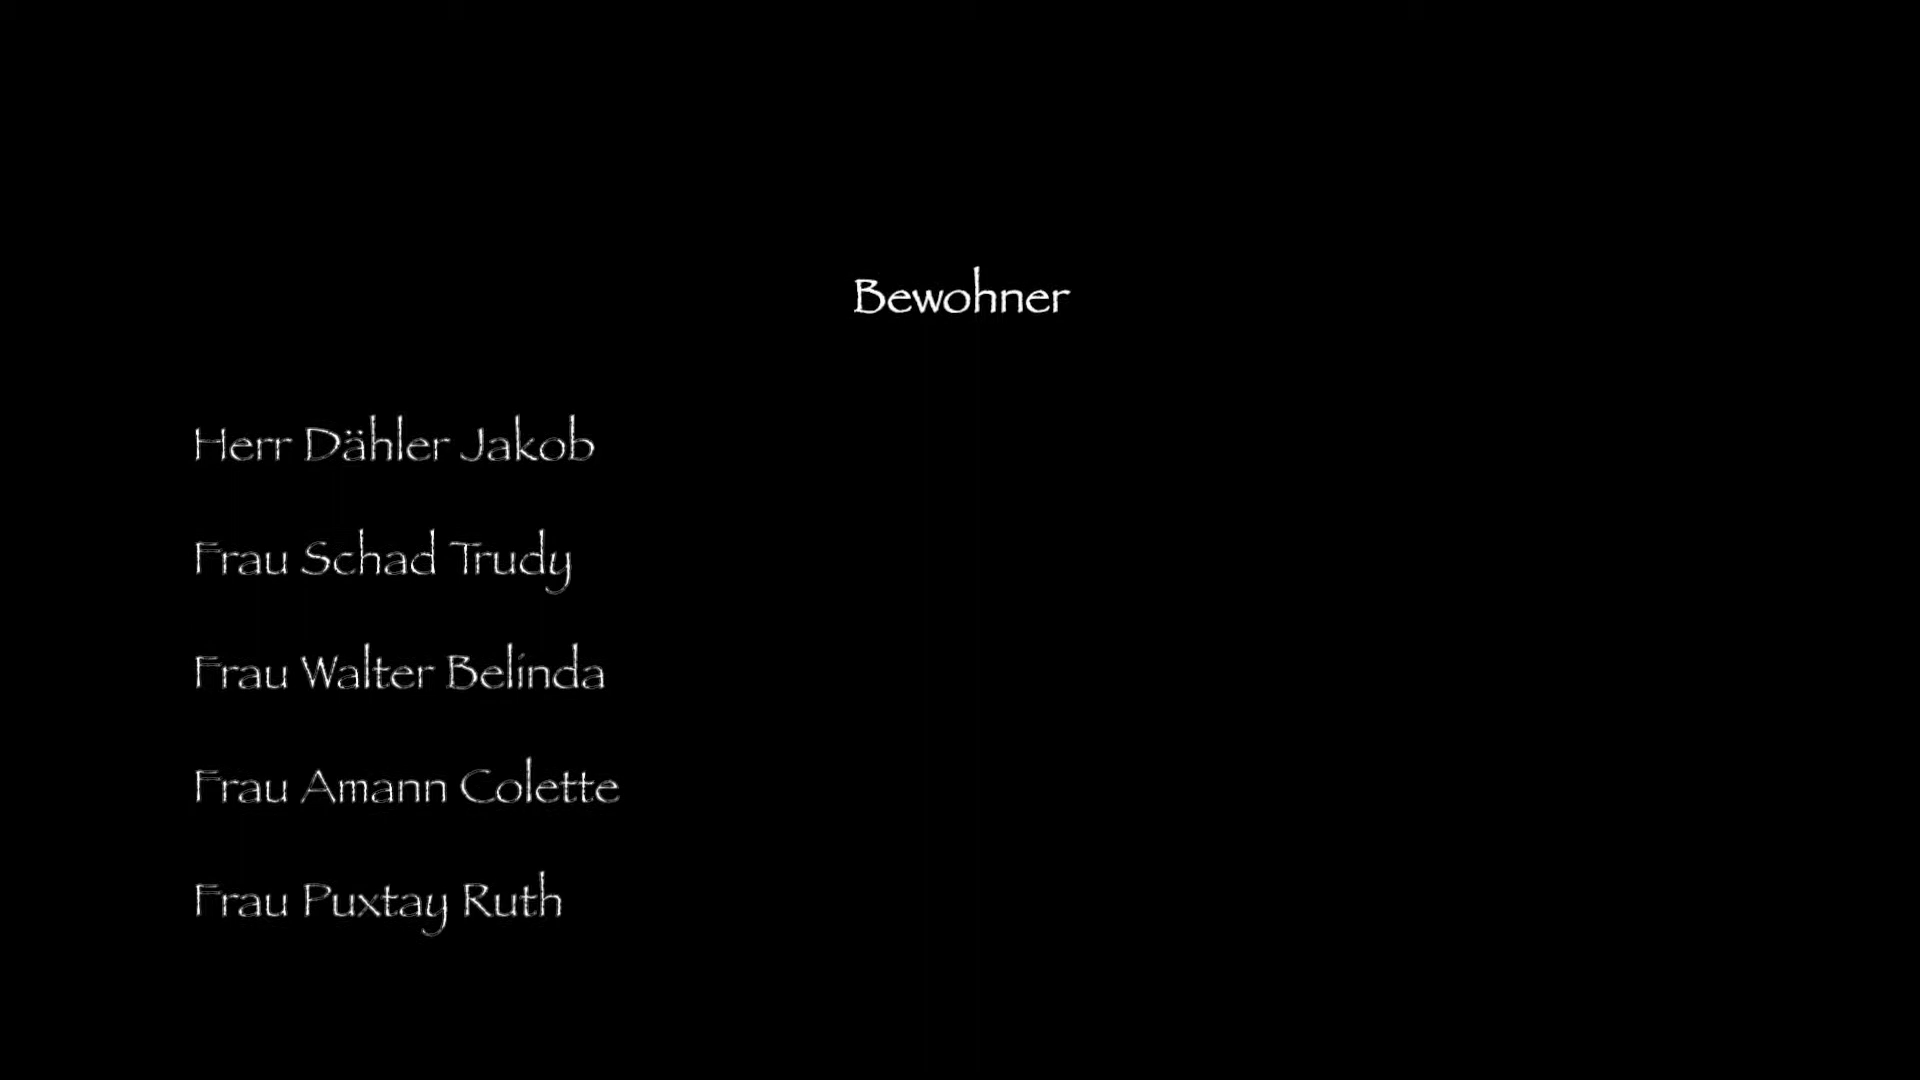 Bewohner
Herr Dähler Jakob
Frau Schad Trudy
Frau Walter Belinda
Frau Amann Colette
Frau Puxtay Ruth